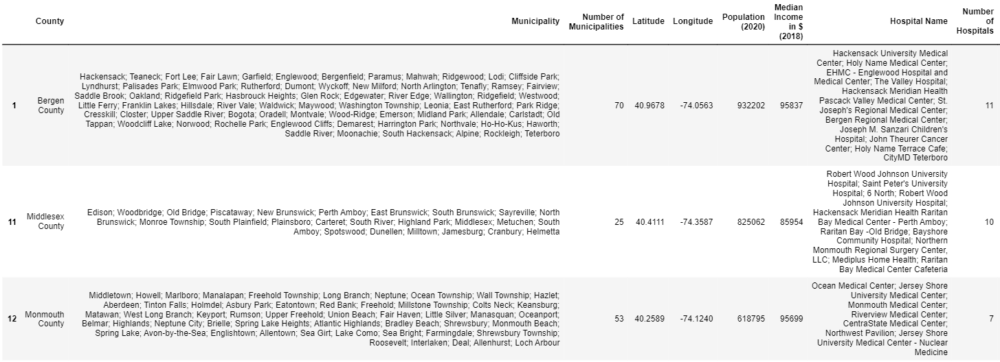 County Municipality Number of Municipalities Latitude Longitude Population (2020) Median Income in $ (2018) Hospital Name Number of Hospitals
1 Bergen County
Hackensack; Teaneck; Fort Lee; Fair Lawn; Garfield; Englewood; Bergenfield; Paramus; Mahwah; Ridgewood; Lodi; Cliffside Park;
Lyndhurst; Palisades Park; Elmwood Park; Rutherford; Dumont; Wyckoff; New Milford; North Arlington; Tenafly; Ramsey; Fairview;
Saddle Brook; Oakland; Ridgefield Park; Hasbrouck Heights; Glen Rock; Edgewater; River Edge; Wallington; Ridgefield; Westwood;
Little Ferry; Franklin Lakes; Hillsdale; River Vale; Waldwick; Maywood; Washington Township; Leonia; East Rutherford; Park Ridge;
Cresskill; Closter; Upper Saddle River; Bogota; Oradell; Montvale; Wood-Ridge; Emerson; Midland Park; Allendale; Carlstadt; Old
Tappan; Woodcliff Lake; Norwood; Rochelle Park; Englewood Cliffs; Demarest; Harrington Park; Northvale; Ho-Ho-Kus; Haworth;
Saddle River; Moonachie; South Hackensack; Alpine; Rockleigh; Teterboro
70 40.9678 -74.0563 932202 95837
Hackensack University Medical
Center; Holy Name Medical Center;
EHMC - Englewood Hospital and
Medical Center; The Valley Hospital;
Hackensack Meridian Health
Pascack Valley Medical Center; St.
Joseph's Regional Medical Center;
Bergen Regional Medical Center;
Joseph M. Sanzari Children's
Hospital; John Theurer Cancer
Center; Holy Name Terrace Cafe;
CityMD Teterboro
11
11 Middlesex County
Edison; Woodbridge; Old Bridge; Piscataway; New Brunswick; Perth Amboy; East Brunswick; South Brunswick; Sayreville; North
Brunswick; Monroe Township; South Plainfield; Plainsboro; Carteret; South River; Highland Park; Middlesex; Metuchen; South
Amboy; Spotswood; Dunellen; Milltown; Jamesburg; Cranbury; Helmetta
25 40.4111 -74.3587 825062 85954
Robert Wood Johnson University
Hospital; Saint Peter's University
Hospital; 6 North; Robert Wood
Johnson University Hospital;
Hackensack Meridian Health Raritan
Bay Medical Center - Perth Amboy;
Raritan Bay -Old Bridge; Bayshore
Community Hospital; Northern
Monmouth Regional Surgery Center,
LLC; Mediplus Home Health; Raritan
Bay Medical Center Cafeteria
10
12 Monmouth County
Middletown; Howell; Marlboro; Manalapan; Freehold Township; Long Branch; Neptune; Ocean Township; Wall Township; Hazlet;
Aberdeen; Tinton Falls; Holmdel; Asbury Park; Eatontown; Red Bank; Freehold; Millstone Township; Colts Neck; Keansburg;
Matawan; West Long Branch; Keyport; Rumson; Upper Freehold; Union Beach; Fair Haven; Little Silver; Manasquan; Oceanport;
Belmar; Highlands; Neptune City; Brielle; Spring Lake Heights; Atlantic Highlands; Bradley Beach; Shrewsbury; Monmouth Beach;
Spring Lake; Avon-by-the-Sea; Englishtown; Allentown; Sea Girt; Lake Como; Sea Bright; Farmingdale; Shrewsbury Township;
Roosevelt; Interlaken; Deal; Allenhurst; Loch Arbour
53 40.2589 -74.1240 618795 95699
Ocean Medical Center; Jersey Shore
University Medical Center;
Monmouth Medical Center;
Riverview Medical Center;
CentraState Medical Center;
Northwest Pavilion; Jersey Shore
University Medical Center - Nuclear
Medicine
7